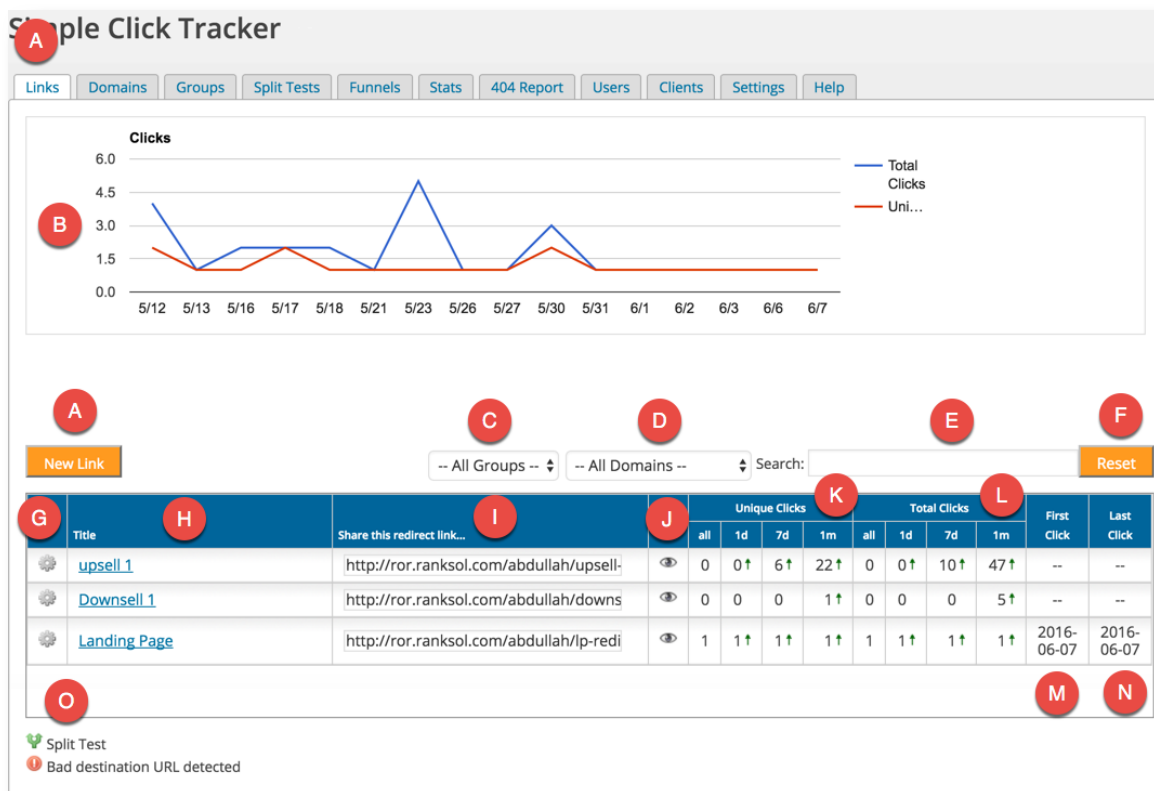 Simple Click Tracker
A
Links Domains Groups Split Tests Funnels Stats 404 Report Users Clients Settings Help
Clicks
6.0
4.5
3.0
1.5
0.0
5/12 5/13 5/16 5/17 5/18 5/21 5/23 5/26 5/27 5/30 5/31 6/1 6/2 6/3 6/6 6/7
Total
Clicks
Uni...
B
A C D E F
New Link -- All Groups -- -- All Domains -- Search: Reset
G H I J K L
Unique Clicks Total Clicks
Title Share this redirect link... all 1d 7d 1m all 1d 7d 1m First Click Last Click
upsell 1 http://ror.ranksol.com/abdullah/upsell- 0 0↑ 6↑ 22↑ 0 0↑ 10↑ 47↑ -- --
Downsell 1 http://ror.ranksol.com/abdullah/downs 0 0 0 1↑ 0 0 0 5↑ -- --
Landing Page http://ror.ranksol.com/abdullah/lp-redi 1 1↑ 1↑ 1↑ 1 1↑ 1↑ 1↑ 2016-06-07 2016-06-07
O M N
Split Test
Bad destination URL detected